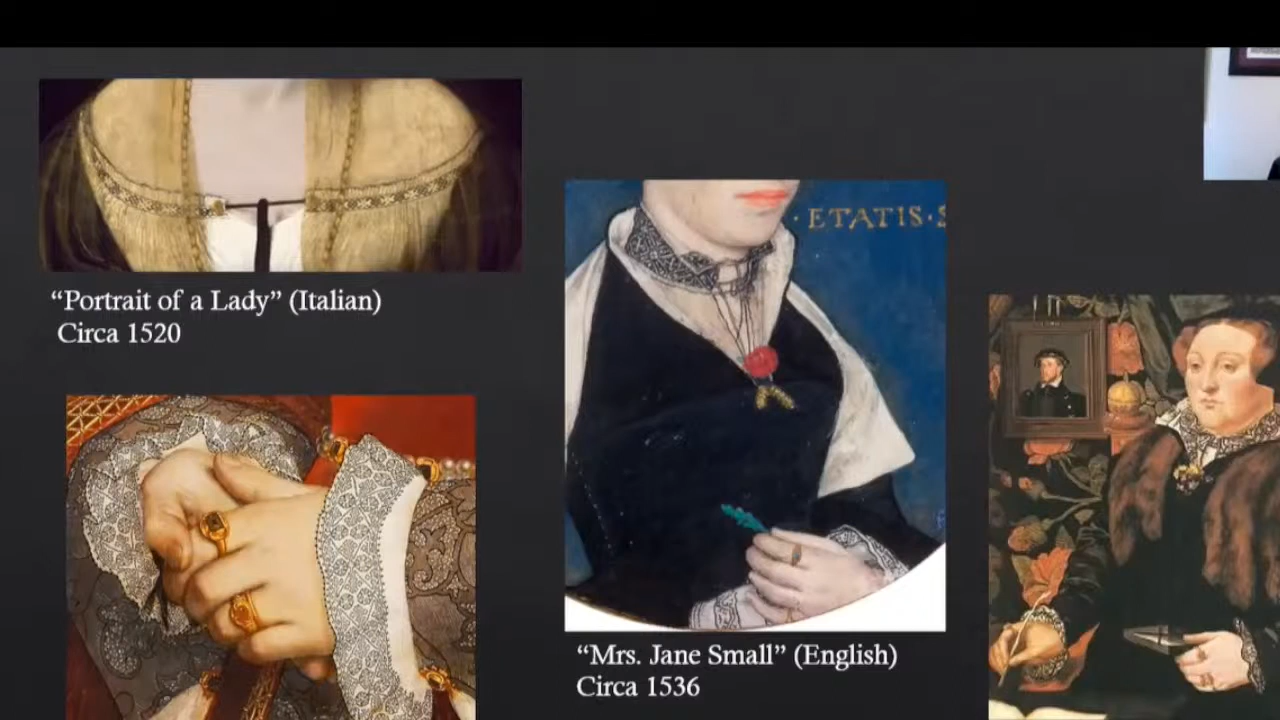 “Portrait of a Lady” (Italian)
Circa 1520
· ETATIS · S
“Mrs. Jane Small” (English)
Circa 1536